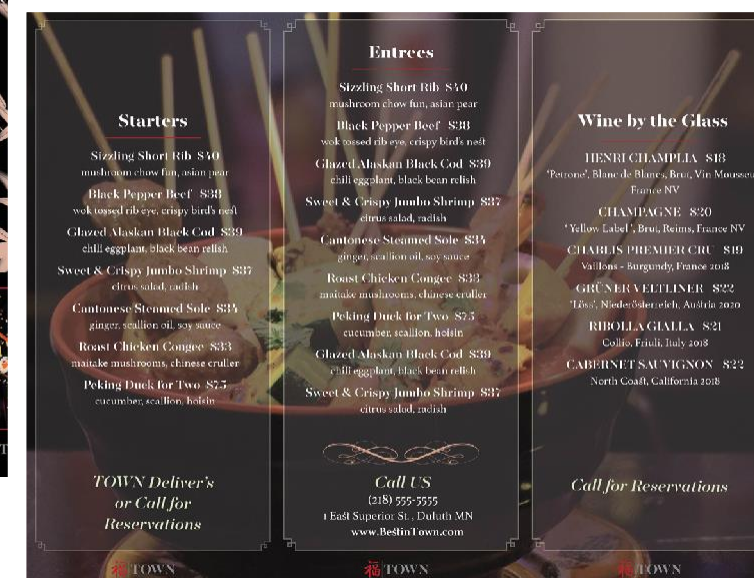 Starters
Sizzling Short Rib $40
mushroom chow fun, asian pear
Black Pepper Beef $38
wok tossed rib eye, crispy bird's nest
Glazed Alaskan Black Cod $39
chili eggplant, black bean relish
Sweet & Crispy Jumbo Shrimp $37
citrus salad, radish
Cantonese Steamed Sole $34
ginger, scallion oil, soy sauce
Roast Chicken Congee $33
maitake mushrooms, chinese cruller
Peking Duck for Two $75
cucumber, scallion, hoisin
TOWN Deliver's
or Call for
Reservations
福 TOWN
Entrees
Sizzling Short Rib $40
mushroom chow fun, asian pear
Black Pepper Beef $38
wok tossed rib eye, crispy bird's nest
Glazed Alaskan Black Cod $39
chili eggplant, black bean relish
Sweet & Crispy Jumbo Shrimp $37
citrus salad, radish
Cantonese Steamed Sole $34
ginger, scallion oil, soy sauce
Roast Chicken Congee $33
maitake mushrooms, chinese cruller
Peking Duck for Two $75
cucumber, scallion, hoisin
Glazed Alaskan Black Cod $39
chili eggplant, black bean relish
Sweet & Crispy Jumbo Shrimp $37
citrus salad, radish
Call US
(218) 555-5555
1 East Superior St. , Duluth MN
www.BestinTown.com
福 TOWN
Wine by the Glass
HENRI CHAMPLIA $18
"Petrone', Blanc de Blancs, Brut, Vin Mousseu
France NV
CHAMPAGNE $20
"Yellow Label ', Brut, Reims, France NV
CHABLIS PREMIER CRU $19
Vaillons - Burgundy, France 2018
GRÜNER VELTLINER $22
'Löss', Niederösterreich, Austria 2020
RIBOLLA GIALLA $21
Collio, Friuli, Italy 2018
CABERNET SAUVIGNON $22
North Coast, California 2018
Call for Reservations
福 TOWN